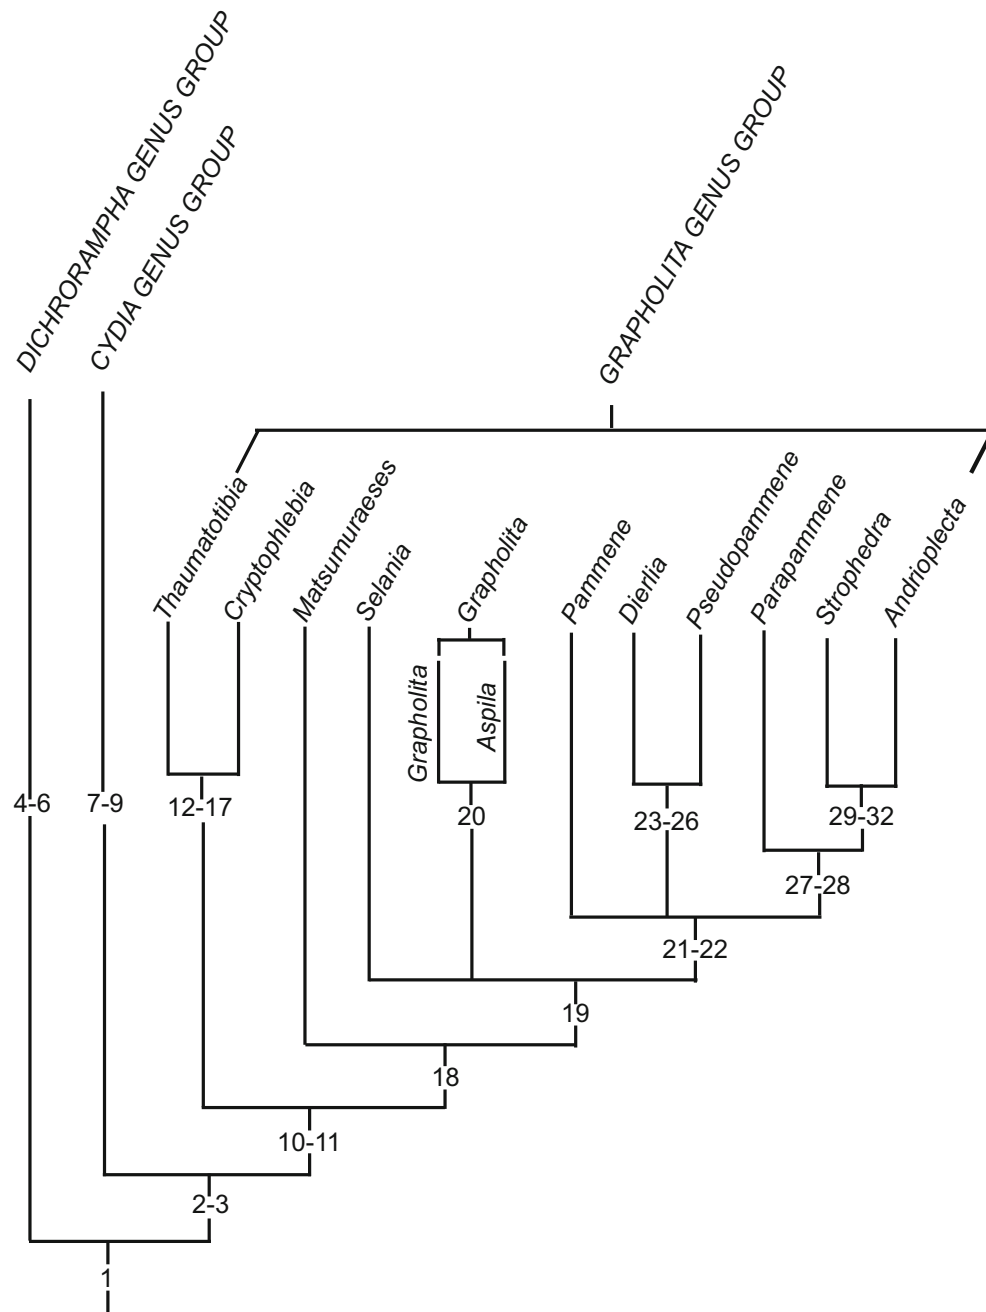 DICHRORAMPHA GENUS GROUP
CYDIA GENUS GROUP
GRAPHOLITA GENUS GROUP
Thaumatotibia
Cryptophlebia
Matsumuraeses
Selania
Grapholita
Pammene
Dierlia
Pseudopammene
Parapammene
Strophedra
Andrioplecta
Grapholita
Aspila
4-6
7-9
12-17
20
23-26
29-32
27-28
21-22
19
18
10-11
2-3
1